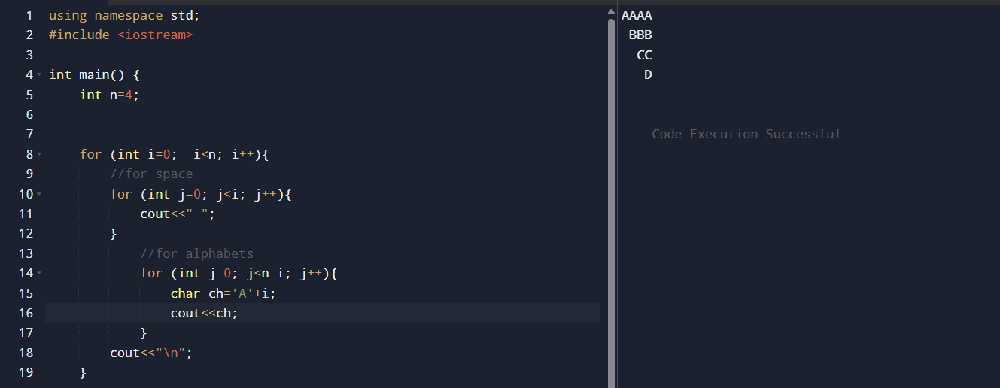 1 using namespace std;
2 #include <iostream>
3
4 int main() {
5     int n=4;
6
7
8     for (int i=0;  i<n; i++){
9         //for space
10         for (int j=0; j<i; j++){
11             cout<<" ";
12         }
13             //for alphabets
14             for (int j=0; j<n-i; j++){
15                 char ch='A'+i;
16                 cout<<ch;
17             }
18         cout<<"\n";
19     }
AAAA
 BBB
  CC
   D
=== Code Execution Successful ===